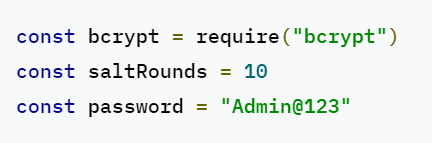 const bcrypt = require("bcrypt")
const saltRounds = 10
const password = "Admin@123"